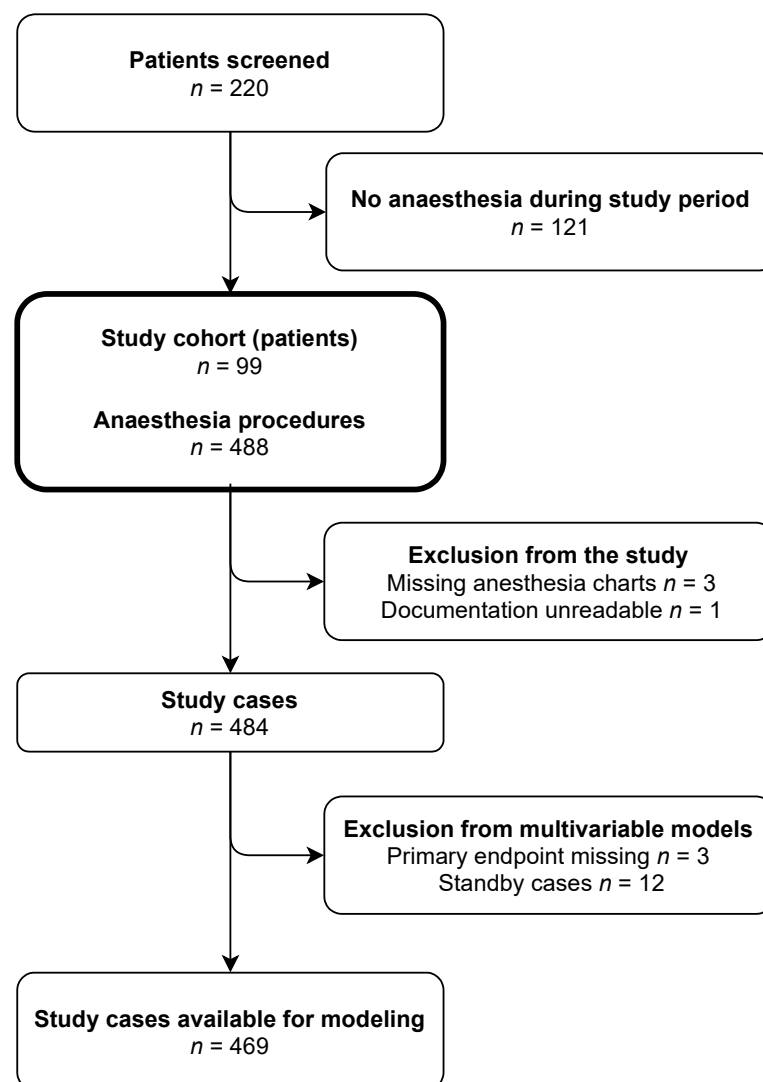 Patients screened
n = 220
No anaesthesia during study period
n = 121
Study cohort (patients)
n = 99
Anaesthesia procedures
n = 488
Exclusion from the study
Missing anesthesia charts n = 3
Documentation unreadable n = 1
Study cases
n = 484
Exclusion from multivariable models
Primary endpoint missing n = 3
Standby cases n = 12
Study cases available for modeling
n = 469